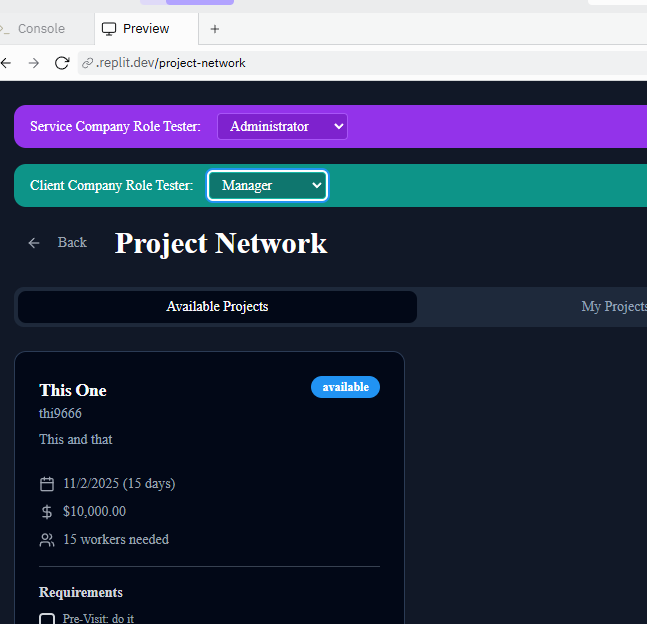 Console
Preview
.replit.dev/project-network
Service Company Role Tester: Administrator
Client Company Role Tester: Manager
Back
Project Network
Available Projects
My Projects
This One
available
thi9666
This and that
11/2/2025 (15 days)
$10,000.00
15 workers needed
Requirements
Pre-Visit: do it